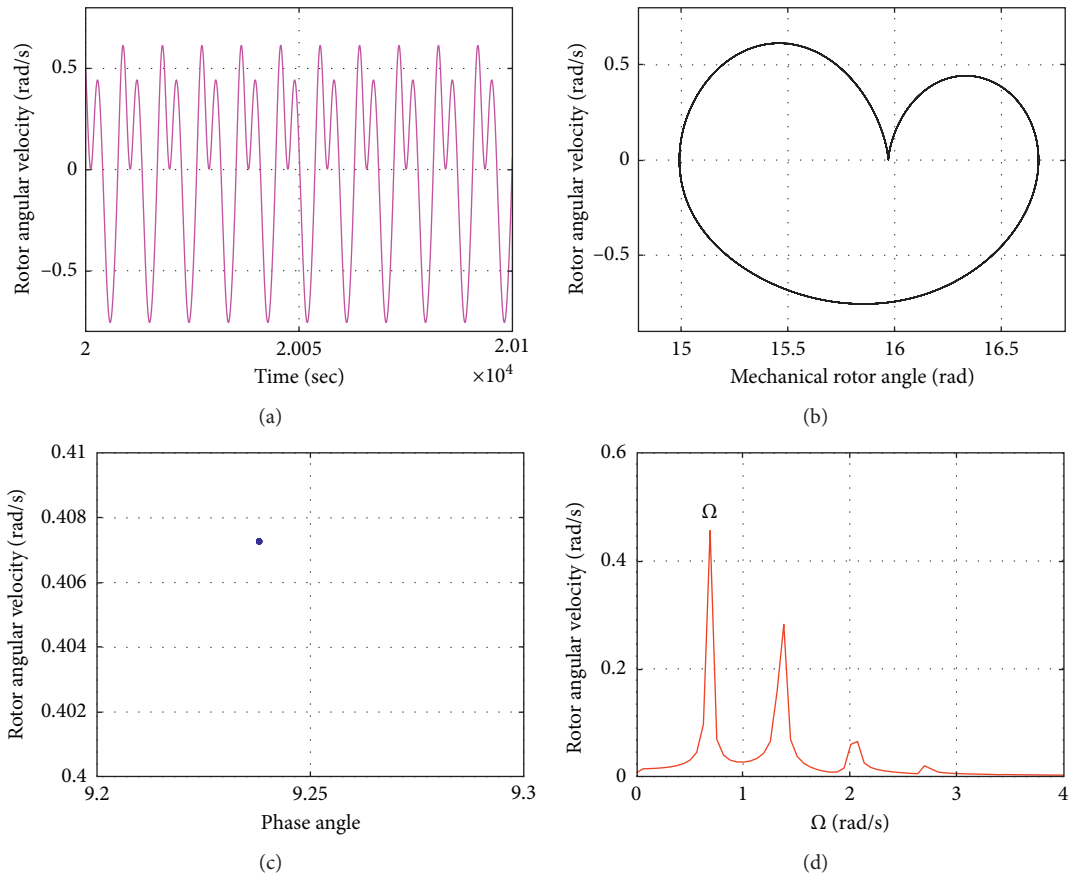 Rotor angular velocity (rad/s)
0.5
0
−0.5
2
2.005
2.01
Time (sec)
×10⁴
(a)
Rotor angular velocity (rad/s)
0.5
0
−0.5
15
15.5
16
16.5
Mechanical rotor angle (rad)
(b)
Rotor angular velocity (rad/s)
0.41
0.408
0.406
0.404
0.402
0.4
9.2
9.25
9.3
Phase angle
(c)
Rotor angular velocity (rad/s)
0.6
0.4
0.2
0
Ω
0
1
2
3
4
Ω (rad/s)
(d)